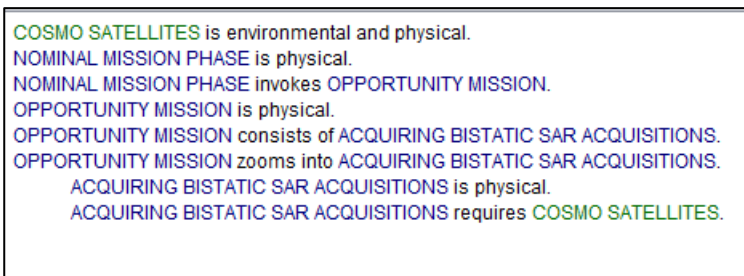 COSMO SATELLITES is environmental and physical.
NOMINAL MISSION PHASE is physical.
NOMINAL MISSION PHASE invokes OPPORTUNITY MISSION.
OPPORTUNITY MISSION is physical.
OPPORTUNITY MISSION consists of ACQUIRING BISTATIC SAR ACQUISITIONS.
OPPORTUNITY MISSION zooms into ACQUIRING BISTATIC SAR ACQUISITIONS.
ACQUIRING BISTATIC SAR ACQUISITIONS is physical.
ACQUIRING BISTATIC SAR ACQUISITIONS requires COSMO SATELLITES.